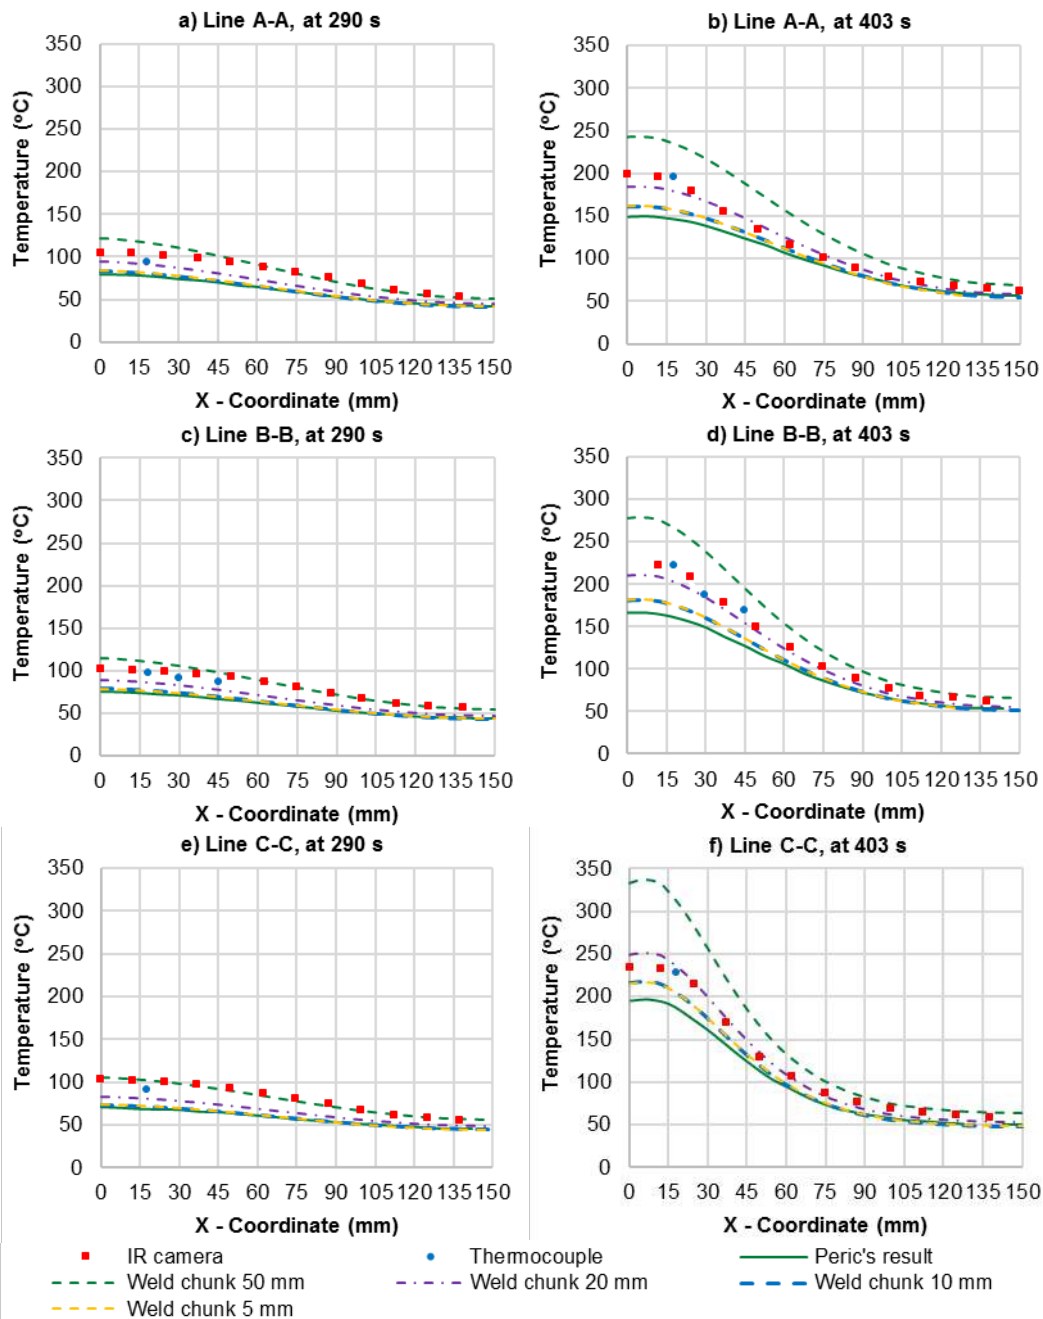 a) Line A-A, at 290 s
350
300
250
200
150
100
50
0
Temperature (ºC)
0 15 30 45 60 75 90 105 120 135 150
X - Coordinate (mm)
b) Line A-A, at 403 s
350
300
250
200
150
100
50
0
Temperature (ºC)
0 15 30 45 60 75 90 105 120 135 150
X - Coordinate (mm)
c) Line B-B, at 290 s
350
300
250
200
150
100
50
0
Temperature (ºC)
0 15 30 45 60 75 90 105 120 135 150
X - Coordinate (mm)
d) Line B-B, at 403 s
350
300
250
200
150
100
50
0
Temperature (ºC)
0 15 30 45 60 75 90 105 120 135 150
X - Coordinate (mm)
e) Line C-C, at 290 s
350
300
250
200
150
100
50
0
Temperature (ºC)
0 15 30 45 60 75 90 105 120 135 150
X - Coordinate (mm)
f) Line C-C, at 403 s
350
300
250
200
150
100
50
0
Temperature (ºC)
0 15 30 45 60 75 90 105 120 135 150
X - Coordinate (mm)
IR camera
Thermocouple
Peric's result
Weld chunk 50 mm
Weld chunk 20 mm
Weld chunk 10 mm
Weld chunk 5 mm